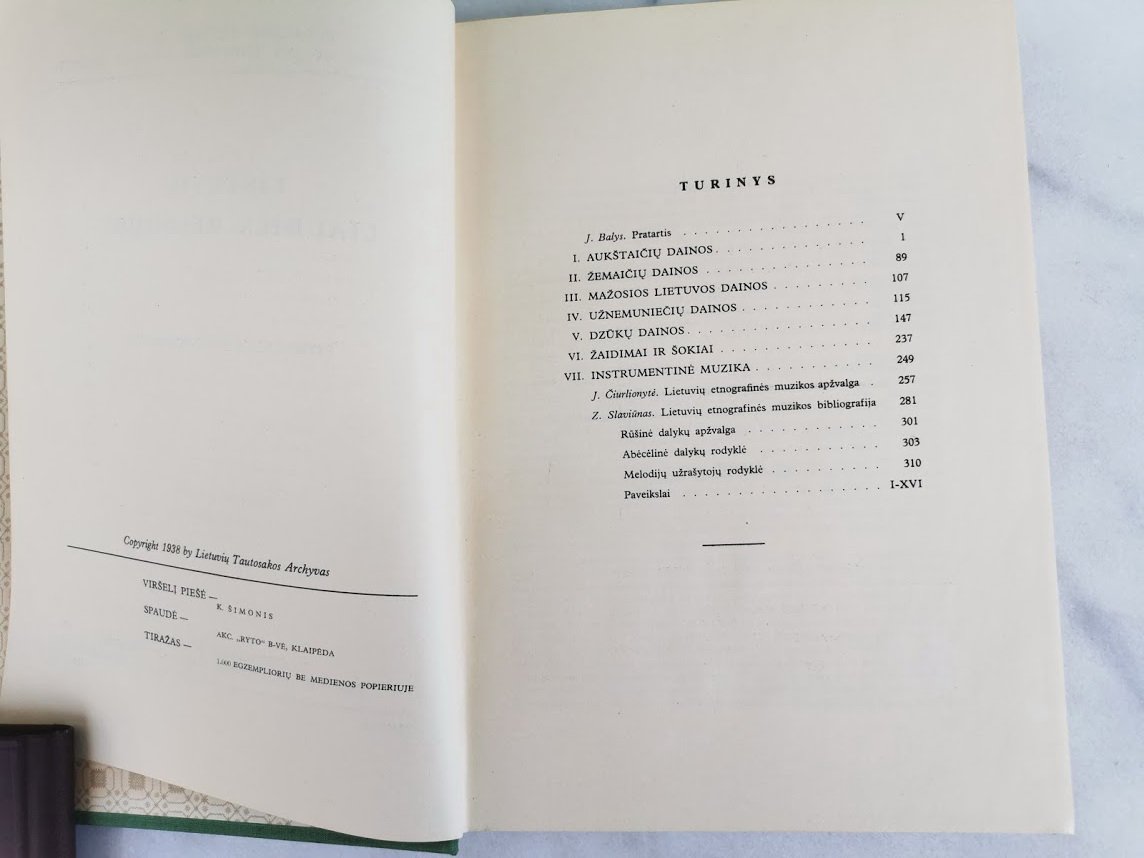 Copyright 1938 by Lietuvių Tautosakos Archyvas
VIRŠELĮ PIEŠĖ —
K. ŠIMONIS
SPAUDĖ —
AKC. „RYTO“ B-VĖ, KLAIPĖDA
TIRAŽAS —
1.000 EGZEMPLIORIŲ BE MEDIENOS POPIERIUJE
TURINYS
J. Balys. Pratartis . . . . . . . . . . . . . . . . V
I. AUKŠTAIČIŲ DAINOS . . . . . . . . . . . . . 1
II. ŽEMAIČIŲ DAINOS . . . . . . . . . . . . . . 89
III. MAŽOSIOS LIETUVOS DAINOS . . . . . . . . . 107
IV. UŽNEMUNIEČIŲ DAINOS . . . . . . . . . . . 115
V. DZŪKŲ DAINOS . . . . . . . . . . . . . . . 147
VI. ŽAIDIMAI IR ŠOKIAI . . . . . . . . . . . . . 237
VII. INSTRUMENTINĖ MUZIKA . . . . . . . . . . 249
J. Čiurlionytė. Lietuvių etnografinės muzikos apžvalga . 257
Z. Slaviūnas. Lietuvių etnografinės muzikos bibliografija 281
Rūšinė dalykų apžvalga . . . . . . . . . . . 301
Abėcėlinė dalykų rodyklė . . . . . . . . . . 303
Melodijų užrašytojų rodyklė . . . . . . . . . 310
Paveikslai . . . . . . . . . . . . . . . . . I-XVI